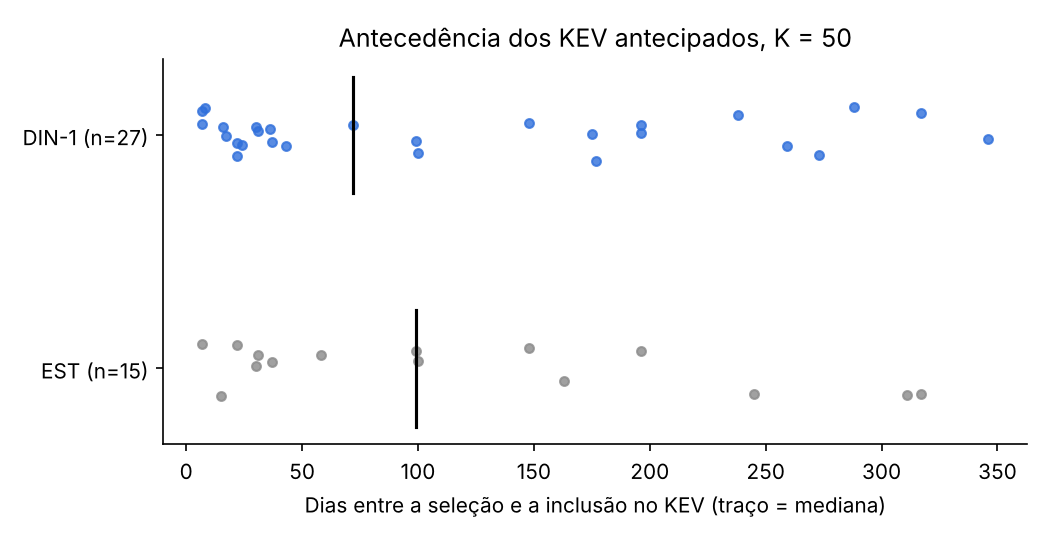 Antecedência dos KEV antecipados, K = 50
DIN-1 (n=27)
EST (n=15)
0 50 100 150 200 250 300 350
Dias entre a seleção e a inclusão no KEV (traço = mediana)